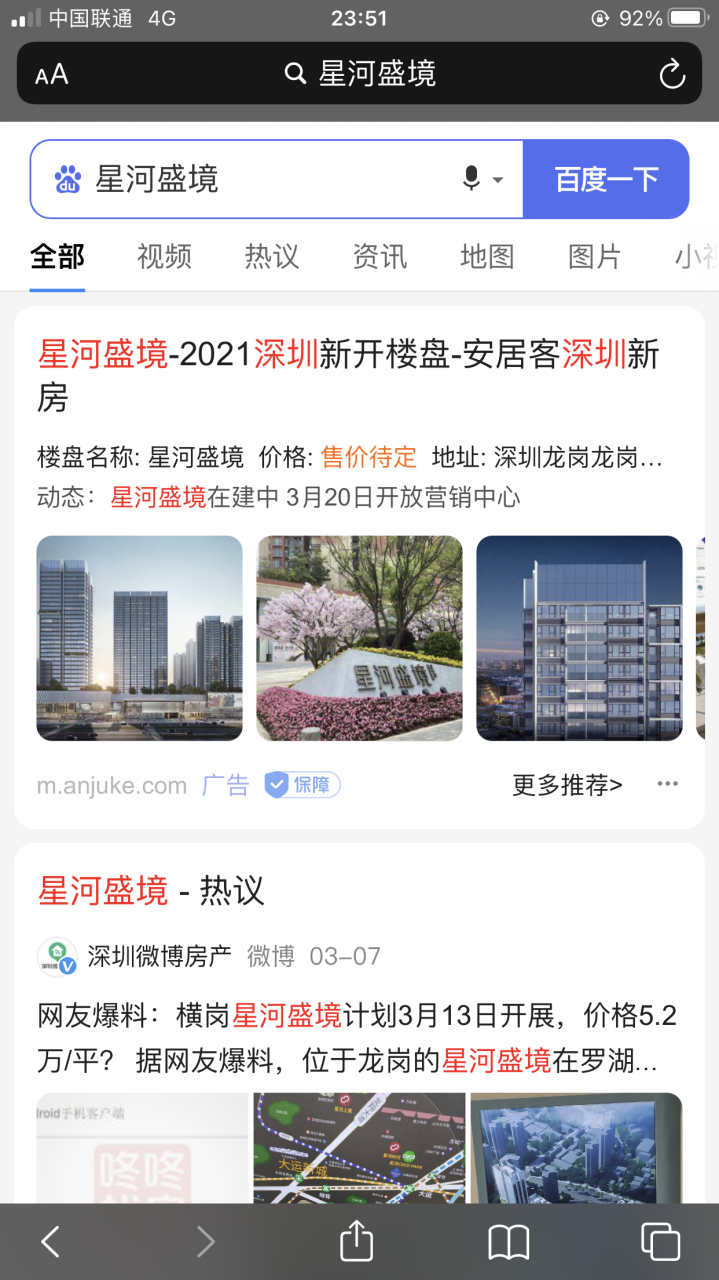 中国联通 4G 23:51 92%
AA 星河盛境
du 星河盛境 百度一下
全部 视频 热议 资讯 地图 图片 小视
星河盛境-2021深圳新开楼盘-安居客深圳新
房
楼盘名称: 星河盛境 价格: 售价待定 地址: 深圳龙岗龙岗...
动态: 星河盛境在建中 3月20日开放营销中心
星河盛境
m.anjuke.com 广告 保障 更多推荐>
星河盛境 - 热议
深圳微博房产 微博 03-07
网友爆料：横岗星河盛境计划3月13日开展，价格5.2
万/平？ 据网友爆料，位于龙岗的星河盛境在罗湖...
droid手机客户端
咚咚
大运新城
大运